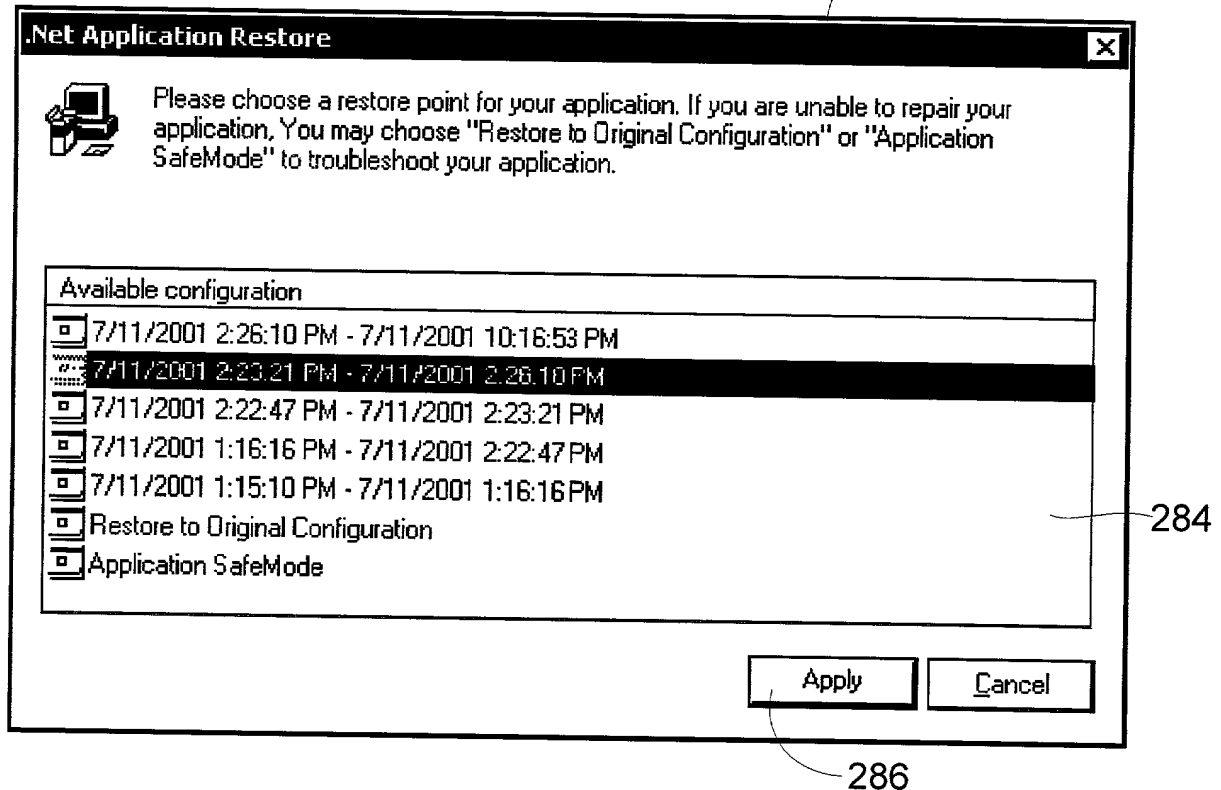 .Net Application Restore
Please choose a restore point for your application. If you are unable to repair your
application, You may choose "Restore to Original Configuration" or "Application
SafeMode" to troubleshoot your application.
Available configuration
7/11/2001 2:26:10 PM - 7/11/2001 10:16:53 PM
7/11/2001 2:23:21 PM - 7/11/2001 2:26:10 PM
7/11/2001 2:22:47 PM - 7/11/2001 2:23:21 PM
7/11/2001 1:16:16 PM - 7/11/2001 2:22:47 PM
7/11/2001 1:15:10 PM - 7/11/2001 1:16:16 PM
Restore to Original Configuration
284
Application SafeMode
Apply
Cancel
286